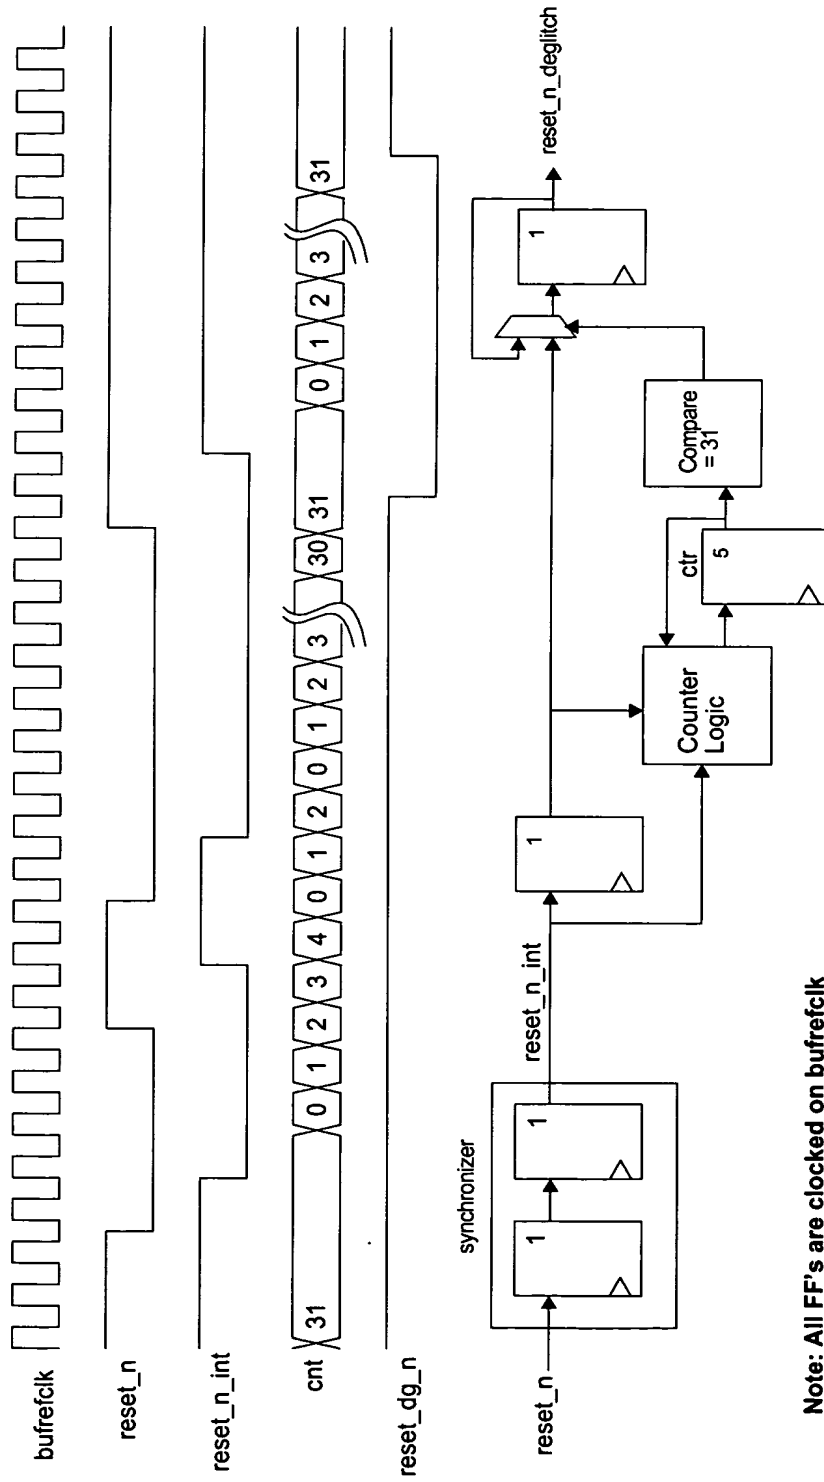 bufrefclk
reset_n
reset_n_int
cnt 31 0 1 2 3 4 0 1 2 0 1 2 3 30 31 0 1 2 3 31
reset_dg_n
synchronizer
reset_n
1
1
reset_n_int
1
Counter
Logic
ctr
5
Compare
= 31
1
reset_n_deglitch
Note: All FF's are clocked on bufrefclk